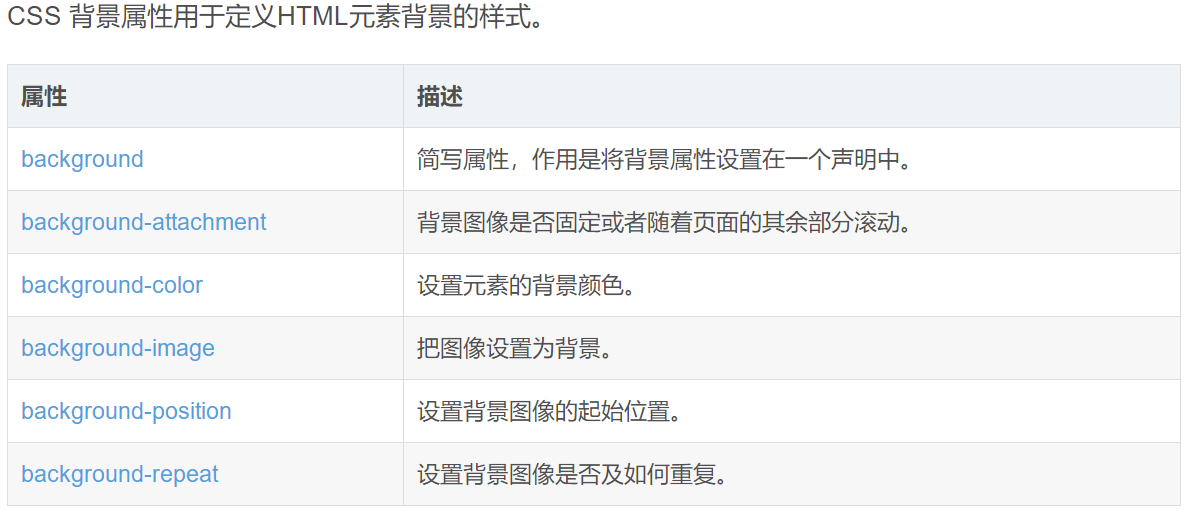 CSS 背景属性用于定义HTML元素背景的样式。
属性 描述
background 简写属性，作用是将背景属性设置在一个声明中。
background-attachment 背景图像是否固定或者随着页面的其余部分滚动。
background-color 设置元素的背景颜色。
background-image 把图像设置为背景。
background-position 设置背景图像的起始位置。
background-repeat 设置背景图像是否及如何重复。